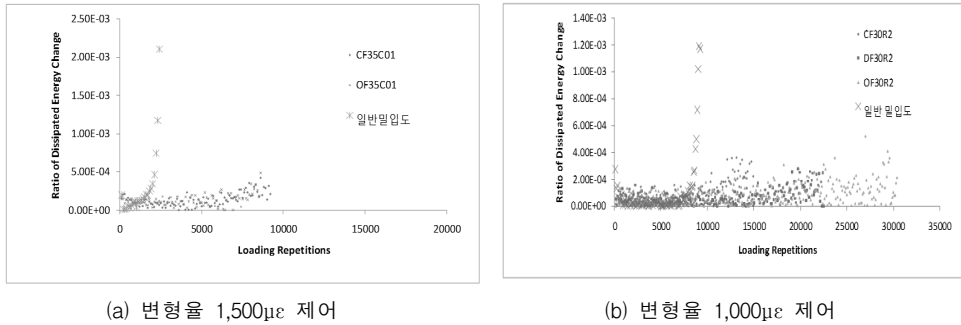 2.50E-03
2.00E-03
1.50E-03
1.00E-03
5.00E-04
0.00E+00
0
5000
10000
15000
20000
Ratio of Dissipated Energy Change
Loading Repetitions
CF35C01
OF35C01
일반밀입도
(a) 변형율 1,500με 제어
1.40E-03
1.20E-03
1.00E-03
8.00E-04
6.00E-04
4.00E-04
2.00E-04
0.00E+00
0
5000
10000
15000
20000
25000
30000
35000
Ratio of Dissipated Energy Change
Loading Repetitions
CF30R2
DF30R2
OF30R2
일반밀입도
(b) 변형율 1,000με 제어